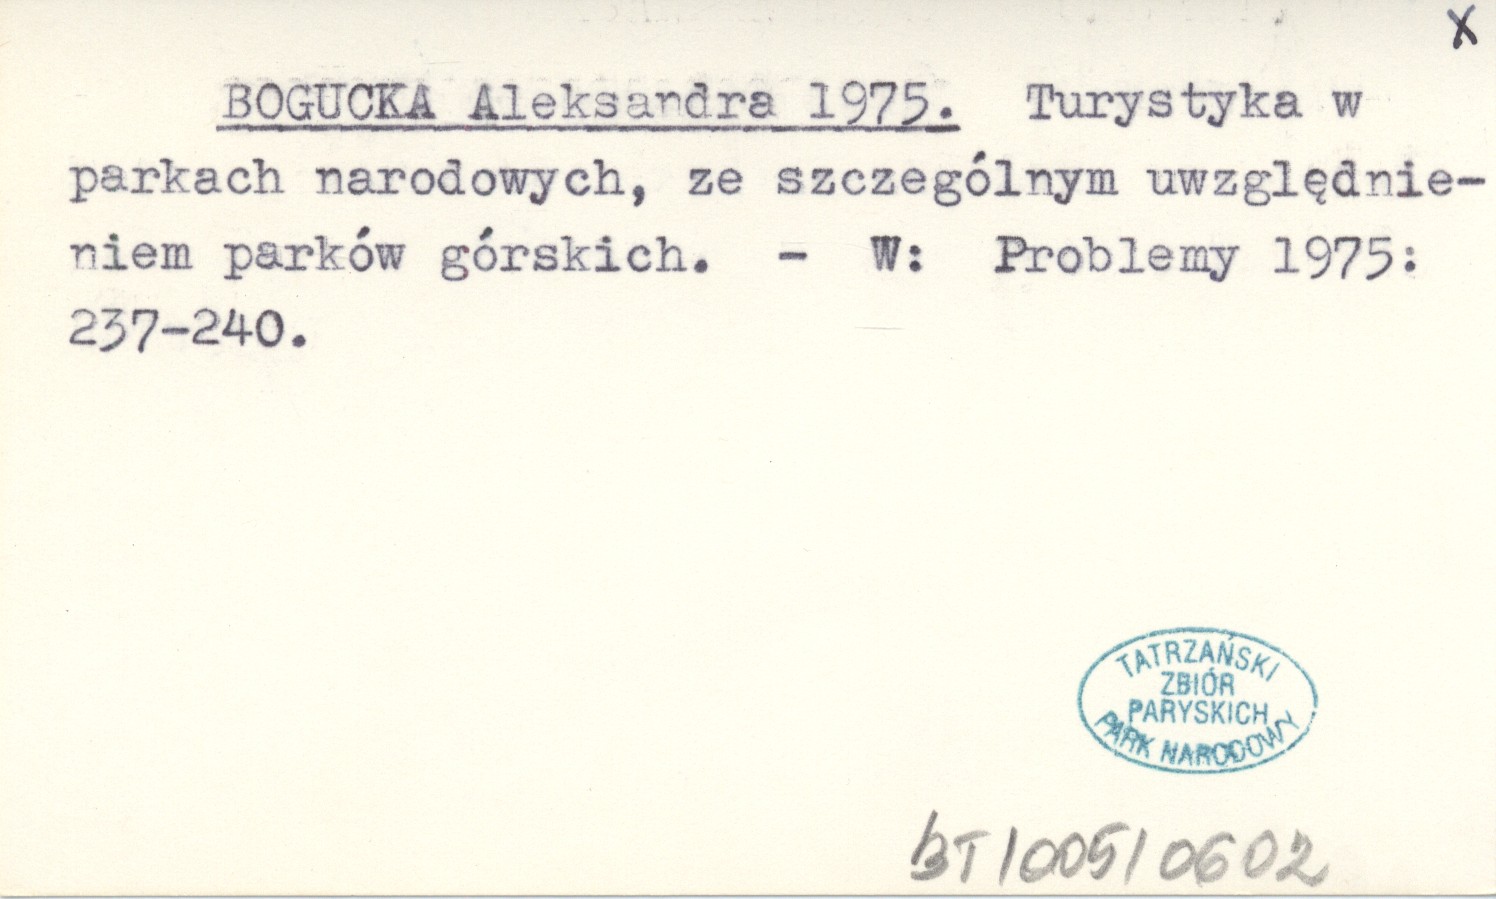 X
BOGUCKA Aleksandra 1975. Turystyka w
parkach narodowych, ze szczególnym uwzględnie-
niem parków górskich. - W: Problemy 1975:
237-240.
TATRZAŃSKI
ZBIÓR
PARYSKICH
PARK NARODOWY
BT/005/0602